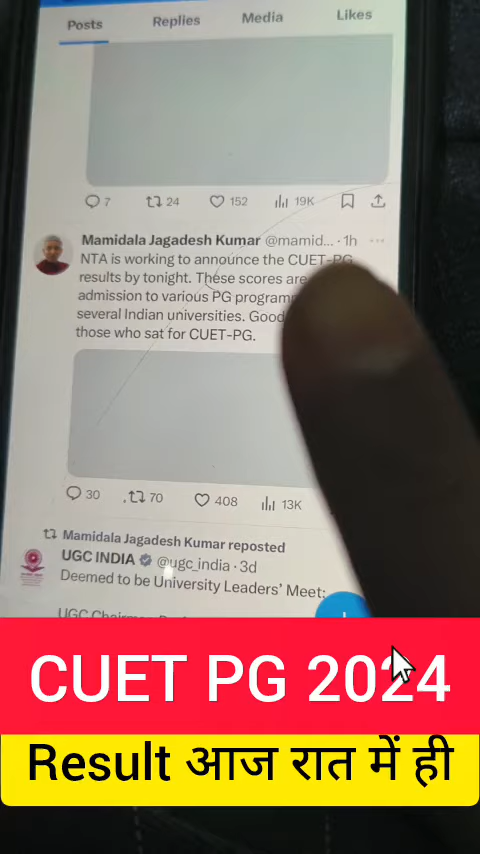 Posts Replies Media Likes
7 24 152 19K
Mamidala Jagadesh Kumar @mamid... · 1h ...
NTA is working to announce the CUET-PG
results by tonight. These scores are
admission to various PG
several Indian universities. Good
those who sat for CUET-PG.
30 70 408 13K
Mamidala Jagadesh Kumar reposted
UGC INDIA @ugc_india · 3d
Deemed to be University Leaders' Meet:
CUET PG 2024
Result आज रात में ही